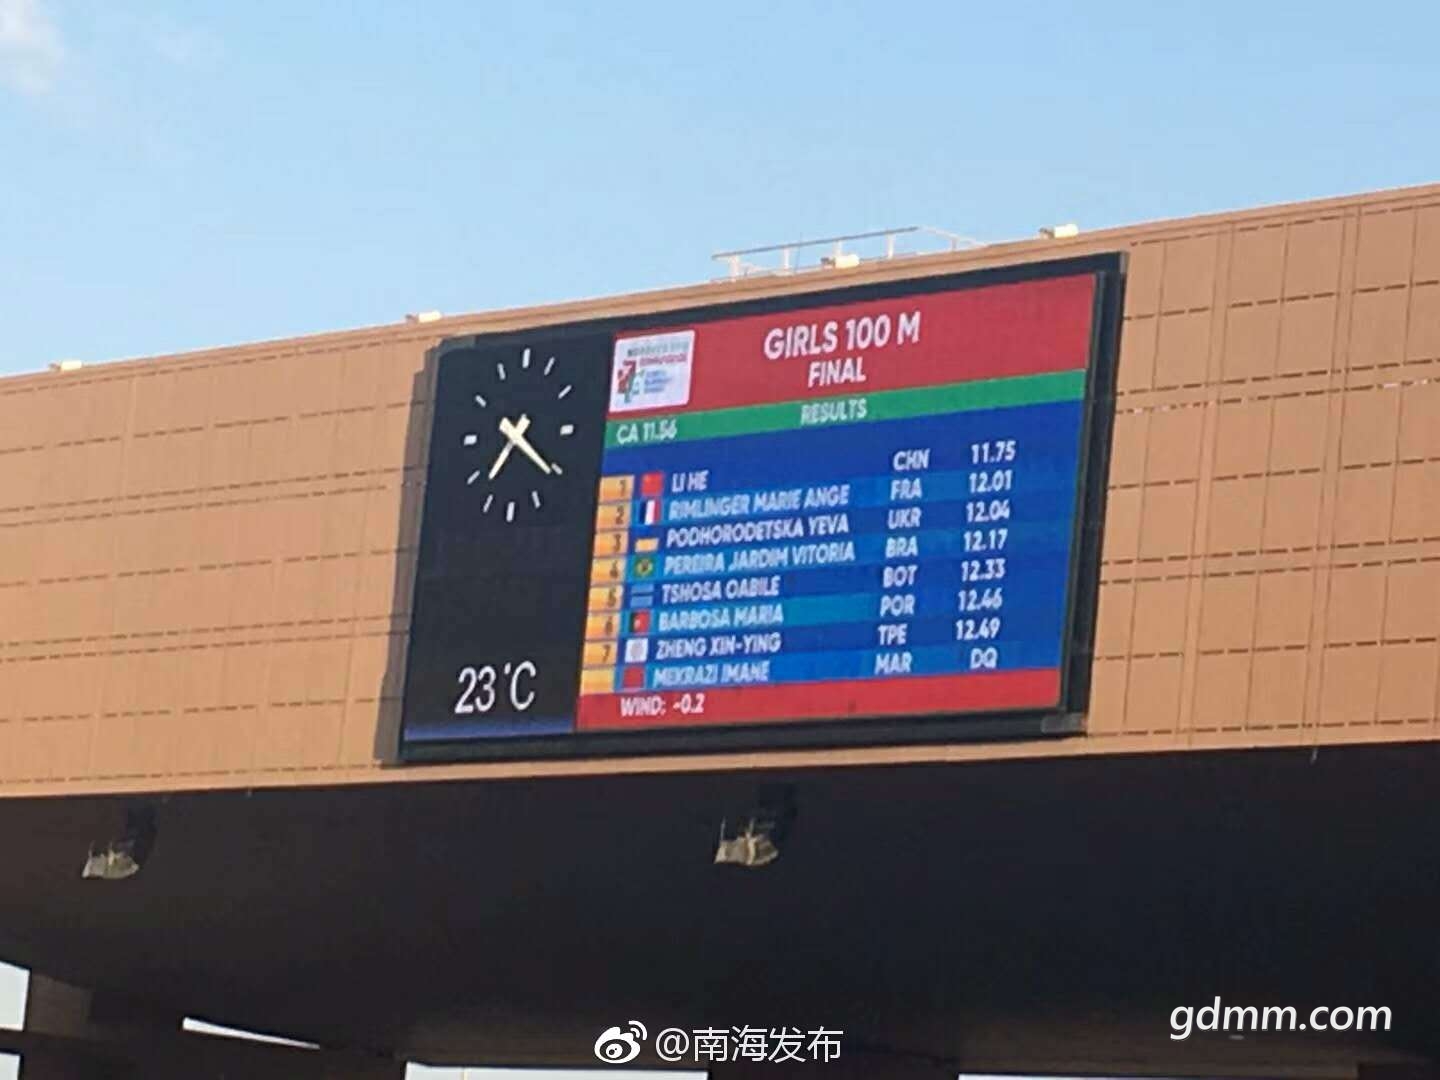 GIRLS 100 M
FINAL
RESULTS
CA 11.56
1 LI HE CHN 11.75
2 RIMLINGER MARIE ANGE FRA 12.01
3 PODHORODETSKA YEVA UKR 12.04
4 PEREIRA JARDIM VITORIA BRA 12.17
5 TSHOSA OABILE BOT 12.33
6 BARBOSA MARIA POR 12.46
7 ZHENG XIN-YING TPE 12.49
MEKRAZI IMANE MAR DQ
WIND: -0.2
23°C
gdmm.com
@南海发布